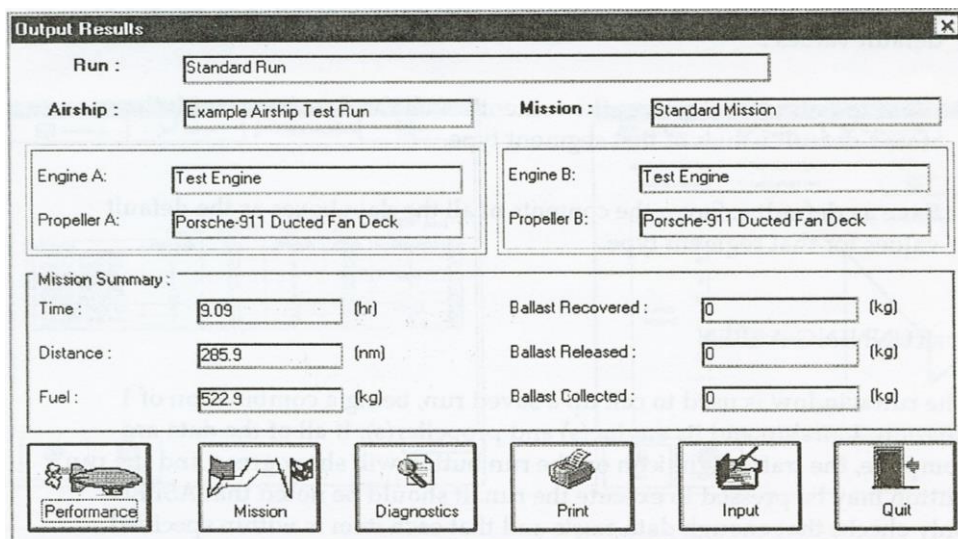 Output Results
Run : Standard Run
Airship : Example Airship Test Run Mission : Standard Mission
Engine A: Test Engine Engine B: Test Engine
Propeller A: Porsche-911 Ducted Fan Deck Propeller B: Porsche-911 Ducted Fan Deck
Mission Summary :
Time : 9.09 (hr) Ballast Recovered : 0 (kg)
Distance : 285.9 (nm) Ballast Released : 0 (kg)
Fuel : 522.9 (kg) Ballast Collected : 0 (kg)
Performance Mission Diagnostics Print Input Quit